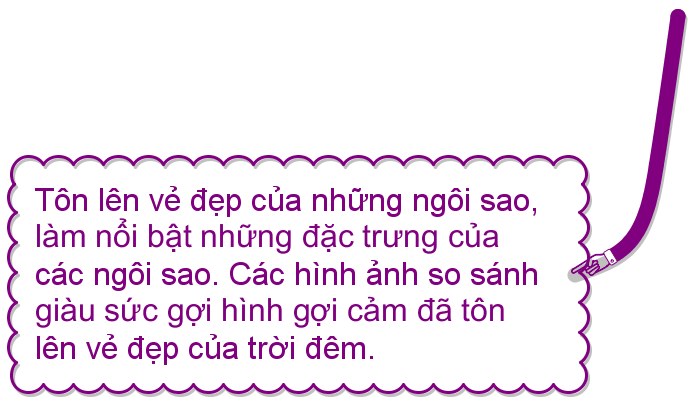 Tôn lên vẻ đẹp của những ngôi sao,
làm nổi bật những đặc trưng của
các ngôi sao. Các hình ảnh so sánh
giàu sức gợi hình gợi cảm đã tôn
lên vẻ đẹp của trời đêm.